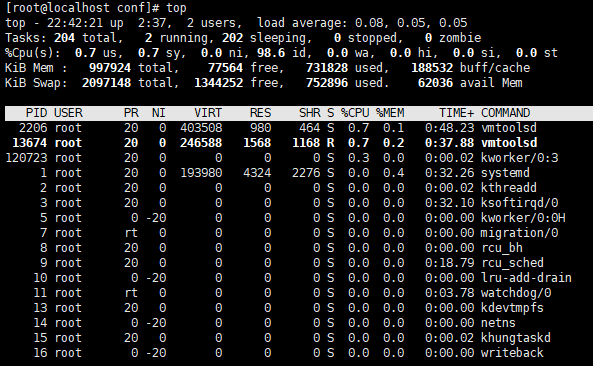 [root@localhost conf]# top
top - 22:42:21 up  2:37,  2 users,  load average: 0.08, 0.05, 0.05
Tasks: 204 total,   2 running, 202 sleeping,   0 stopped,   0 zombie
%Cpu(s):  0.7 us,  0.7 sy,  0.0 ni, 98.6 id,  0.0 wa,  0.0 hi,  0.0 si,  0.0 st
KiB Mem :   997924 total,    77564 free,   731828 used,   188532 buff/cache
KiB Swap:  2097148 total,  1344252 free,   752896 used.    62036 avail Mem
PID USER      PR  NI    VIRT    RES    SHR S %CPU %MEM     TIME+ COMMAND
2206 root      20   0  403508    980    464 S  0.7  0.1   0:48.23 vmtoolsd
13674 root      20   0  246588   1568   1168 R  0.7  0.2   0:37.88 vmtoolsd
120723 root      20   0       0      0      0 S  0.3  0.0   0:00.02 kworker/0:3
1 root      20   0  193980   4324   2276 S  0.0  0.4   0:32.26 systemd
2 root      20   0       0      0      0 S  0.0  0.0   0:00.02 kthreadd
3 root      20   0       0      0      0 S  0.0  0.0   0:32.10 ksoftirqd/0
5 root       0 -20       0      0      0 S  0.0  0.0   0:00.00 kworker/0:0H
7 root      rt   0       0      0      0 S  0.0  0.0   0:00.00 migration/0
8 root      20   0       0      0      0 S  0.0  0.0   0:00.00 rcu_bh
9 root      20   0       0      0      0 S  0.0  0.0   0:18.79 rcu_sched
10 root       0 -20       0      0      0 S  0.0  0.0   0:00.00 lru-add-drain
11 root      rt   0       0      0      0 S  0.0  0.0   0:03.78 watchdog/0
13 root      20   0       0      0      0 S  0.0  0.0   0:00.00 kdevtmpfs
14 root       0 -20       0      0      0 S  0.0  0.0   0:00.00 netns
15 root      20   0       0      0      0 S  0.0  0.0   0:00.02 khungtaskd
16 root       0 -20       0      0      0 S  0.0  0.0   0:00.00 writeback